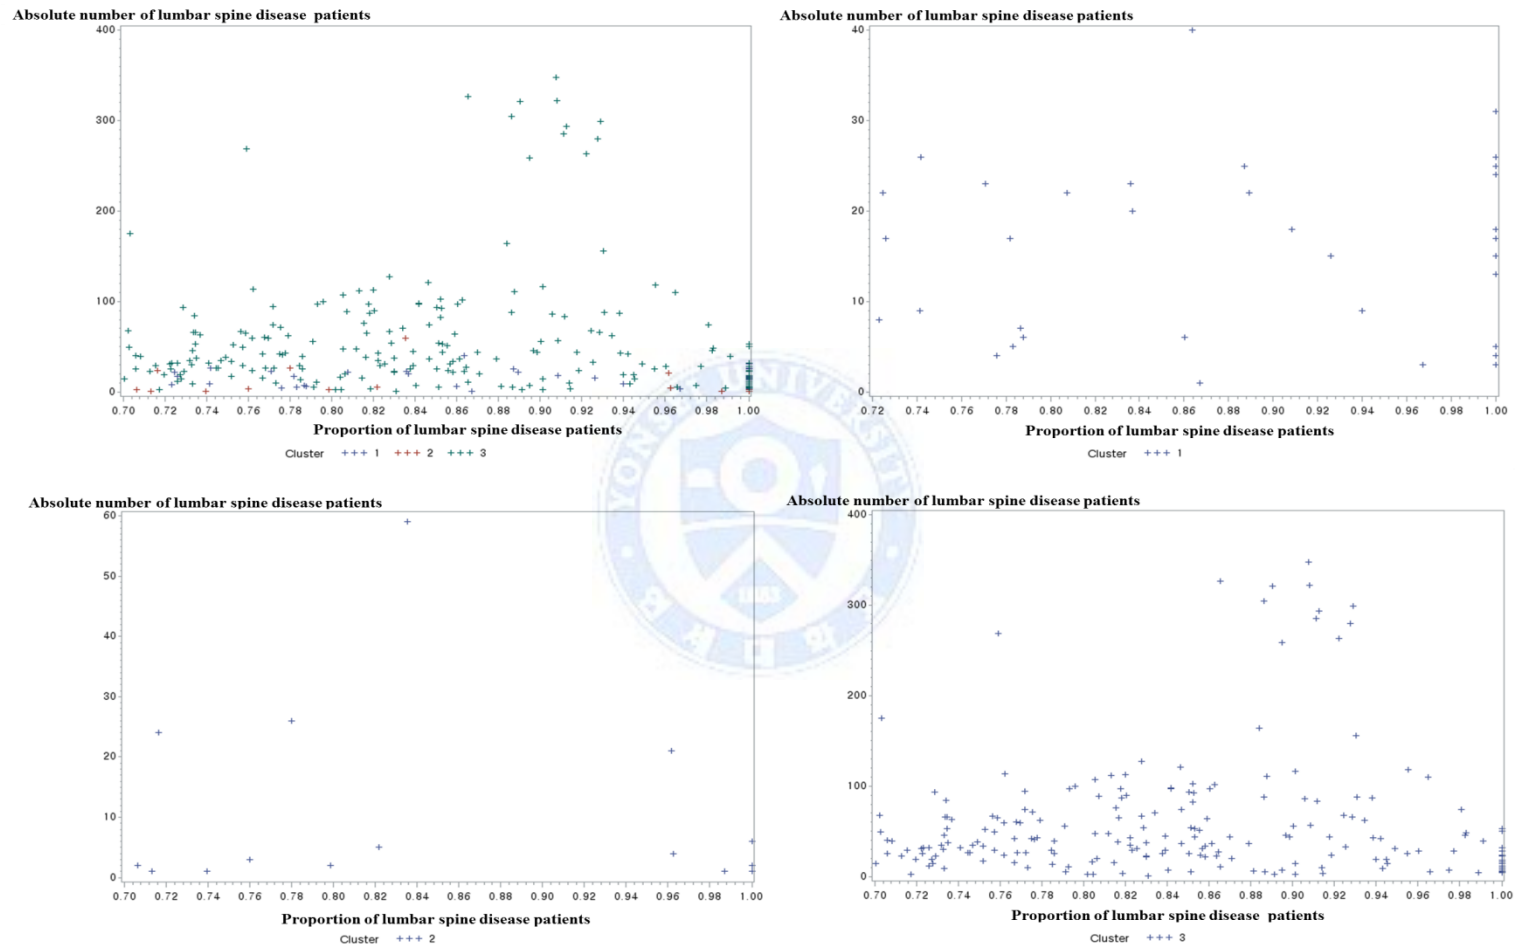 Absolute number of lumbar spine disease patients
400
300
200
100
0
0.70 0.72 0.74 0.76 0.78 0.80 0.82 0.84 0.86 0.88 0.90 0.92 0.94 0.96 0.98 1.00
Proportion of lumbar spine disease patients
Cluster +++ 1 +++ 2 +++ 3
Absolute number of lumbar spine disease patients
40
30
20
10
0
0.72 0.74 0.76 0.78 0.80 0.82 0.84 0.86 0.88 0.90 0.92 0.94 0.96 0.98 1.00
Proportion of lumbar spine disease patients
Cluster +++ 1
YONSEI UNIVERSITY
1885
Absolute number of lumbar spine disease patients
60
50
40
30
20
10
0
0.70 0.72 0.74 0.76 0.78 0.80 0.82 0.84 0.86 0.88 0.90 0.92 0.94 0.96 0.98 1.00
Proportion of lumbar spine disease patients
Cluster +++ 2
Absolute number of lumbar spine disease patients
400
300
200
100
0
0.70 0.72 0.74 0.76 0.78 0.80 0.82 0.84 0.86 0.88 0.90 0.92 0.94 0.96 0.98 1.00
Proportion of lumbar spine disease patients
Cluster +++ 3